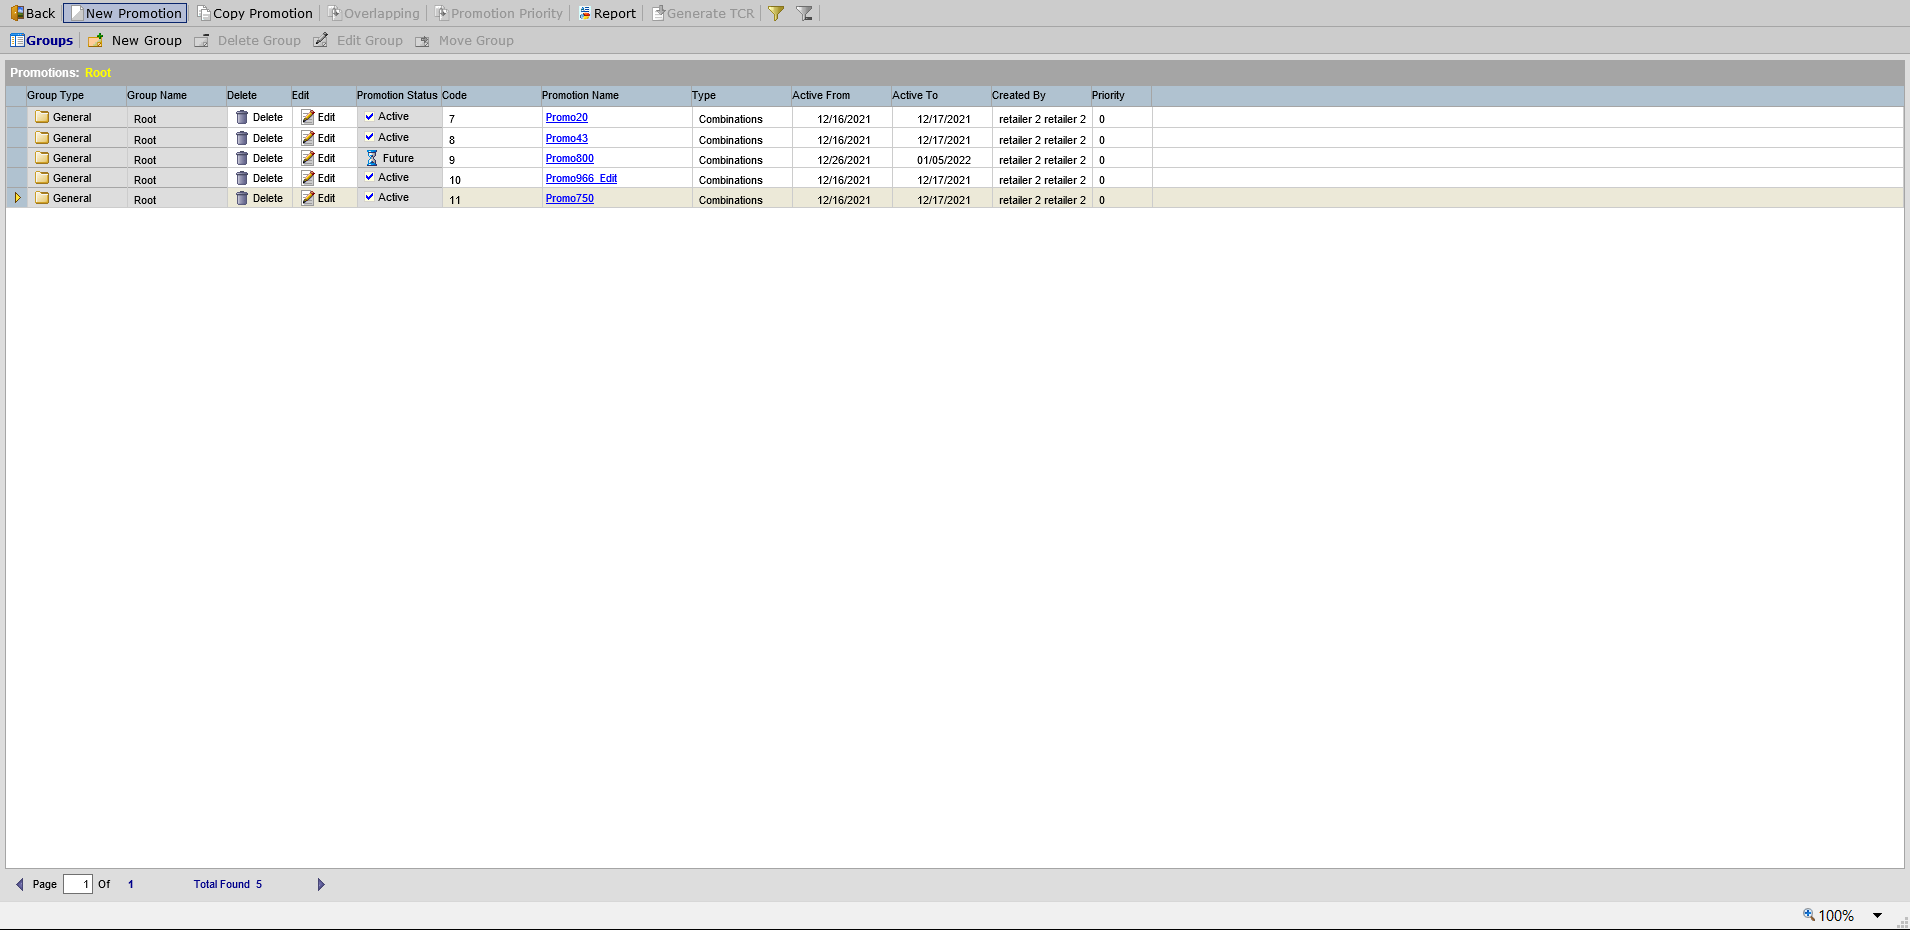 Back New Promotion Copy Promotion Overlapping Promotion Priority Report Generate TCR
Groups New Group Delete Group Edit Group Move Group
Promotions: Root
Group Type Group Name Delete Edit Promotion Status Code Promotion Name Type Active From Active To Created By Priority
General Root Delete Edit Active 7 Promo20 Combinations 12/16/2021 12/17/2021 retailer 2 retailer 2 0
General Root Delete Edit Active 8 Promo43 Combinations 12/16/2021 12/17/2021 retailer 2 retailer 2 0
General Root Delete Edit Future 9 Promo800 Combinations 12/26/2021 01/05/2022 retailer 2 retailer 2 0
General Root Delete Edit Active 10 Promo966_Edit Combinations 12/16/2021 12/17/2021 retailer 2 retailer 2 0
General Root Delete Edit Active 11 Promo750 Combinations 12/16/2021 12/17/2021 retailer 2 retailer 2 0
Page 1 Of 1 Total Found 5
100%